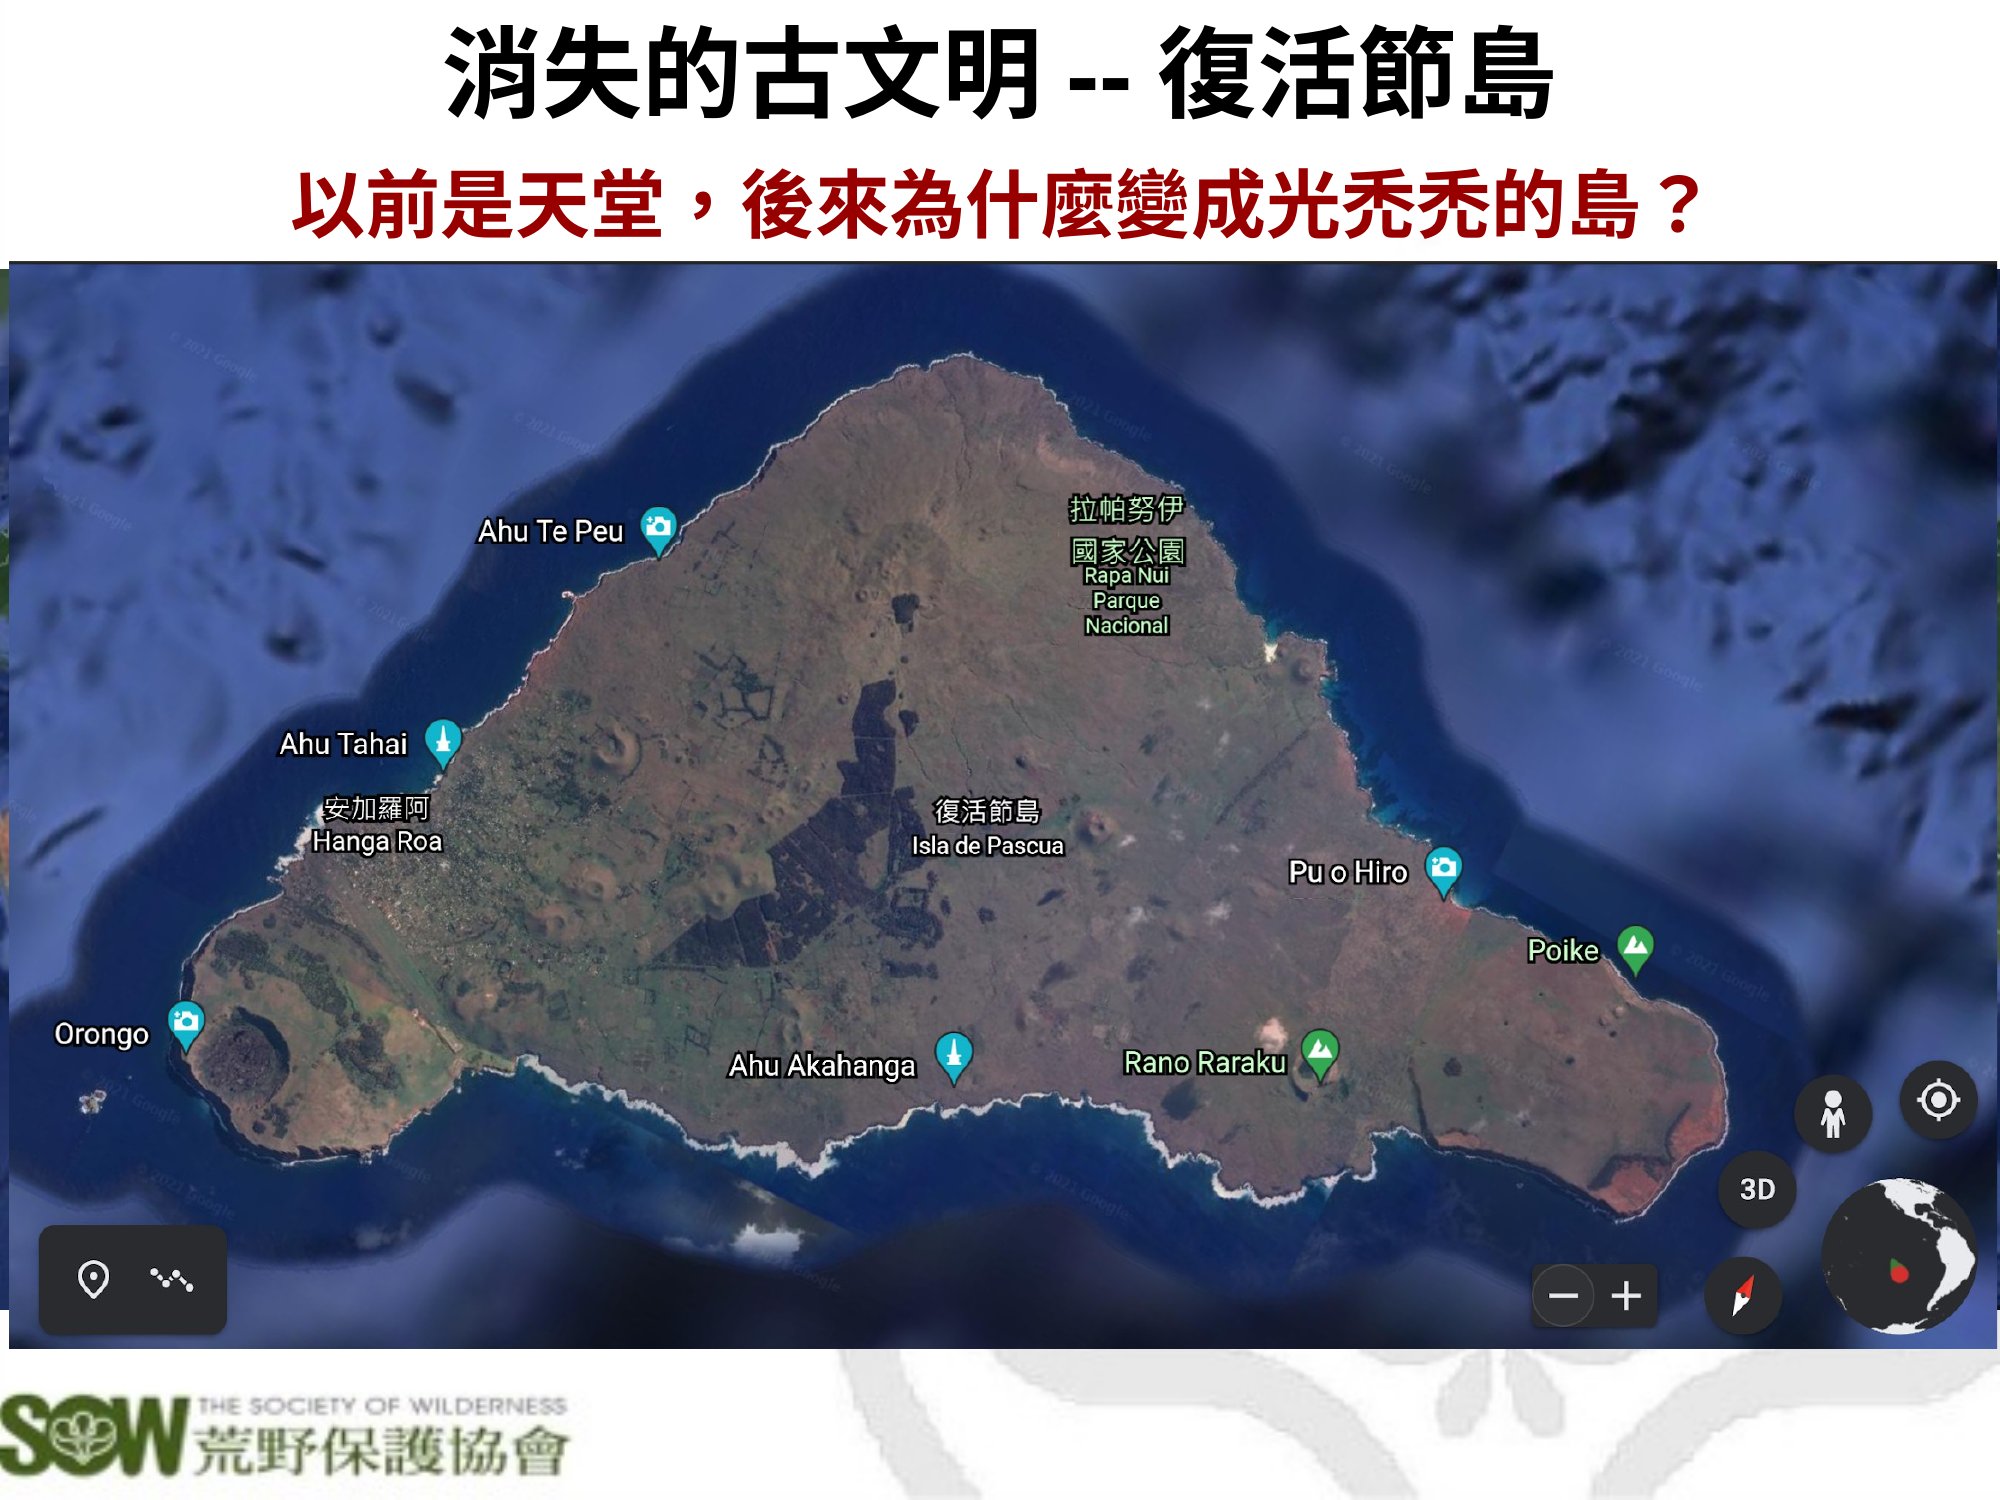 消失的古文明 -- 復活節島
以前是天堂，後來為什麼變成光禿禿的島？
拉帕努伊
國家公園
Rapa Nui
Parque
Nacional
Ahu Te Peu
Ahu Tahai
安加羅阿
Hanga Roa
復活節島
Isla de Pascua
Pu o Hiro
Poike
Orongo
Ahu Akahanga
Rano Raraku
3D
© 2021 Google
SOW THE SOCIETY OF WILDERNESS
荒野保護協會